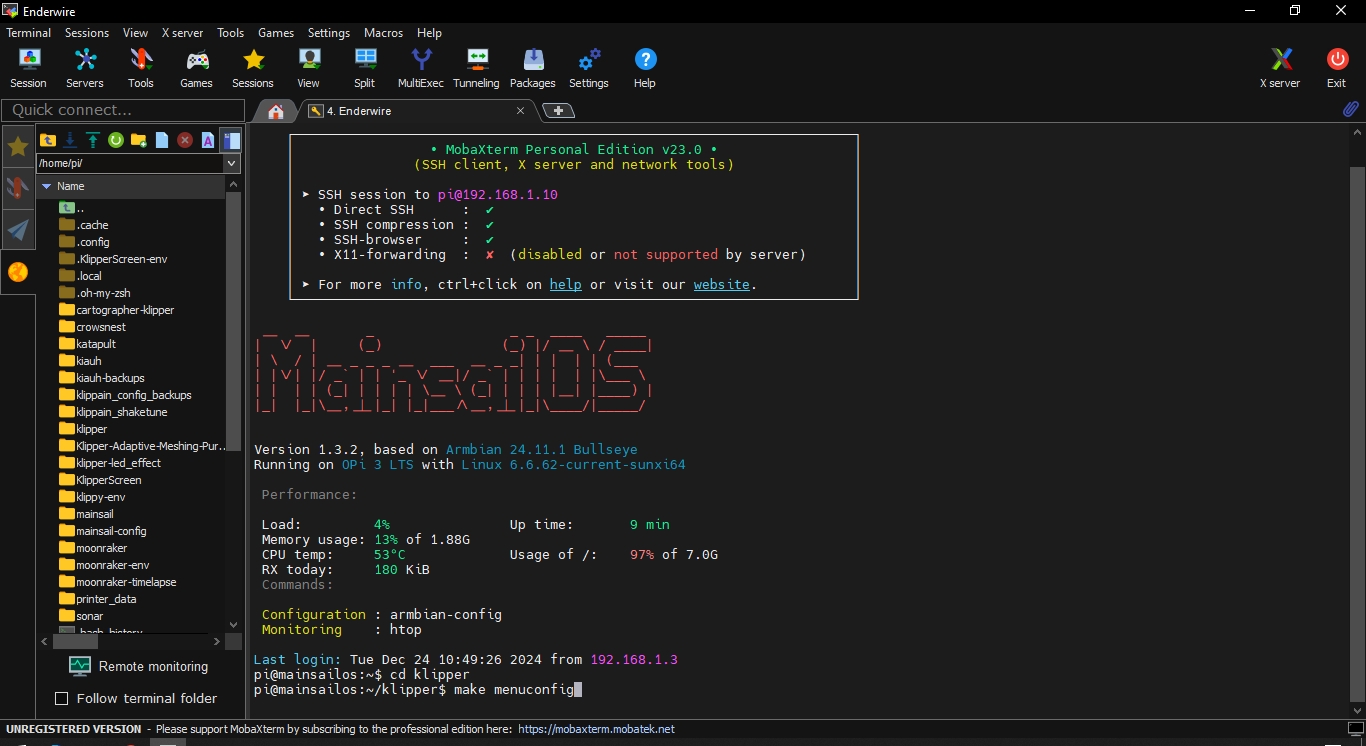 Enderwire
Terminal Sessions View X server Tools Games Settings Macros Help
Session Servers Tools Games Sessions View Split MultiExec Tunneling Packages Settings Help X server Exit
Quick connect...
4. Enderwire
/home/pi/
Name
..
.cache
.config
.KlipperScreen-env
.local
.oh-my-zsh
cartographer-klipper
crowsnest
katapult
kiauh
kiauh-backups
klippain_config_backups
klippain_shaketune
klipper
Klipper-Adaptive-Meshing-Pur..
klipper-led_effect
KlipperScreen
klippy-env
mainsail
mainsail-config
moonraker
moonraker-env
moonraker-timelapse
printer_data
sonar
.bash_history
Remote monitoring
Follow terminal folder
• MobaXterm Personal Edition v23.0 •
(SSH client, X server and network tools)
➤ SSH session to pi@192.168.1.10
• Direct SSH : ✔
• SSH compression : ✔
• SSH-browser : ✔
• X11-forwarding : ✘ (disabled or not supported by server)
➤ For more info, ctrl+click on help or visit our website.
MainsailOS
Version 1.3.2, based on Armbian 24.11.1 Bullseye
Running on OPi 3 LTS with Linux 6.6.62-current-sunxi64
Performance:
Load: 4% Up time: 9 min
Memory usage: 13% of 1.88G
CPU temp: 53°C Usage of /: 97% of 7.0G
RX today: 180 KiB
Commands:
Configuration : armbian-config
Monitoring : htop
Last login: Tue Dec 24 10:49:26 2024 from 192.168.1.3
pi@mainsailos:~$ cd klipper
pi@mainsailos:~/klipper$ make menuconfig
UNREGISTERED VERSION - Please support MobaXterm by subscribing to the professional edition here: https://mobaxterm.mobatek.net